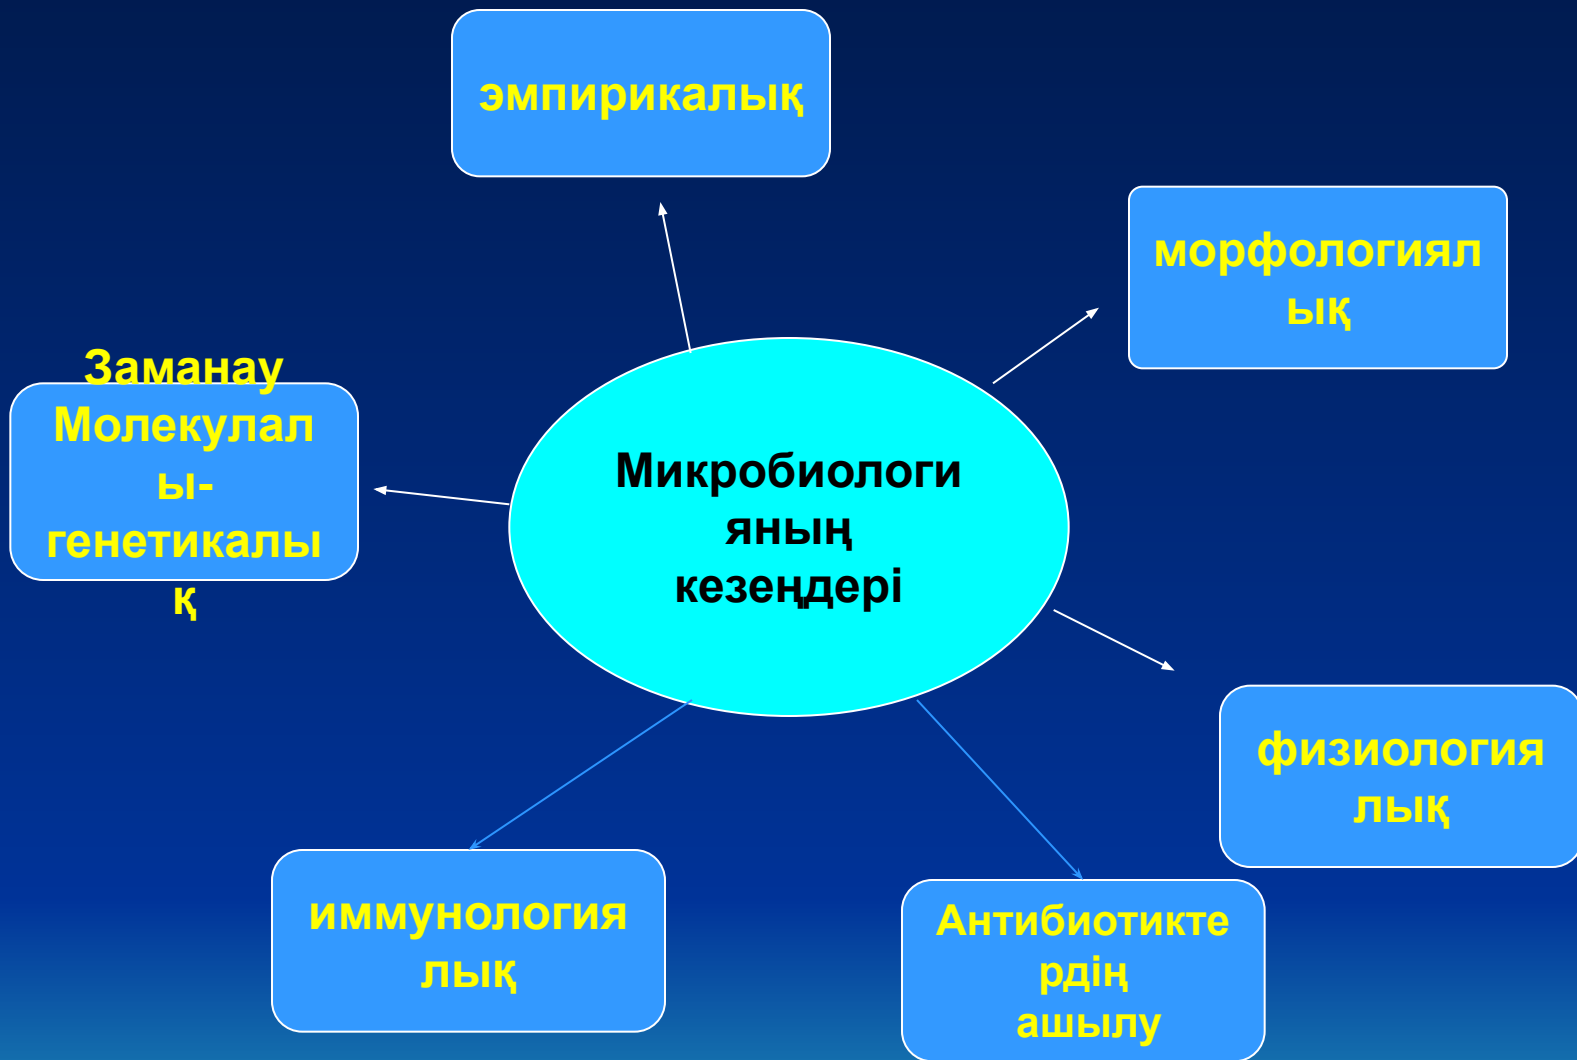 эмпирикалық
морфологиял
ық
Заманау
Молекулал
ы-
генетикалы
қ
Микробиологи
яның
кезеңдері
физиология
лық
иммунология
лық
Антибиотикте
рдің
ашылу